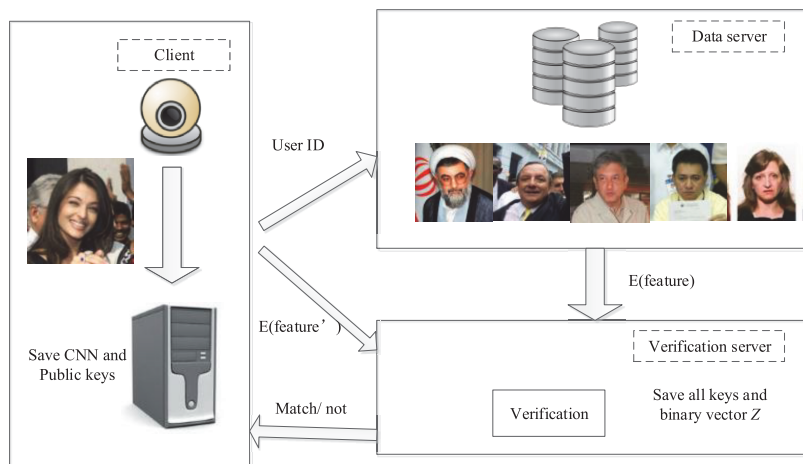 Client
Data server
User ID
E(feature)
E(feature’)
Save CNN and
Public keys
Verification server
Match/ not
Verification
Save all keys and
binary vector Z